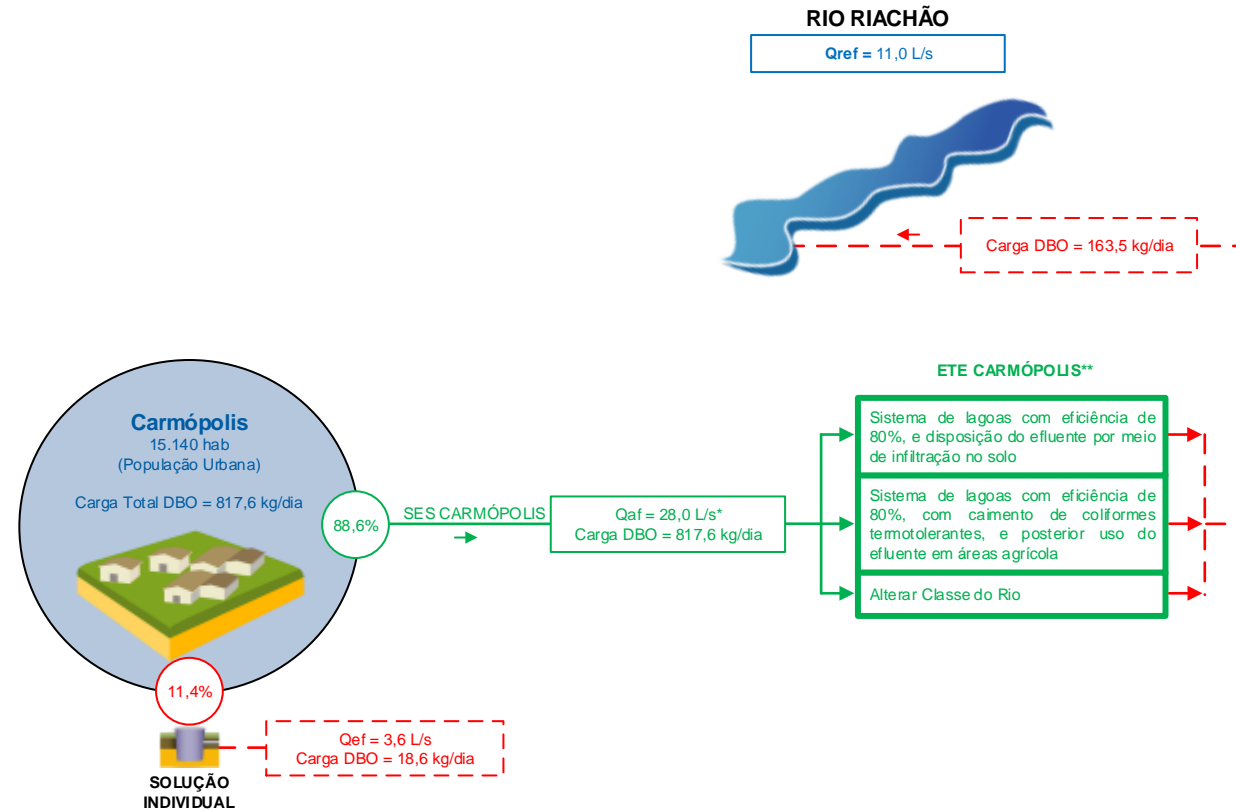 RIO RIACHÃO
Qref = 11,0 L/s
Carga DBO = 163,5 kg/dia
ETE CARMÓPOLIS**
Carmópolis
15.140 hab
(População Urbana)
Carga Total DBO = 817,6 kg/dia
88,6%
SES CARMÓPOLIS
Qaf = 28,0 L/s*
Carga DBO = 817,6 kg/dia
Sistema de lagoas com eficiência de
80%, e disposição do efluente por meio
de infiltração no solo
Sistema de lagoas com eficiência de
80%, com caimento de coliformes
termotolerantes, e posterior uso do
efluente em áreas agrícola
Alterar Classe do Rio
11,4%
Qef = 3,6 L/s
Carga DBO = 18,6 kg/dia
SOLUÇÃO
INDIVIDUAL